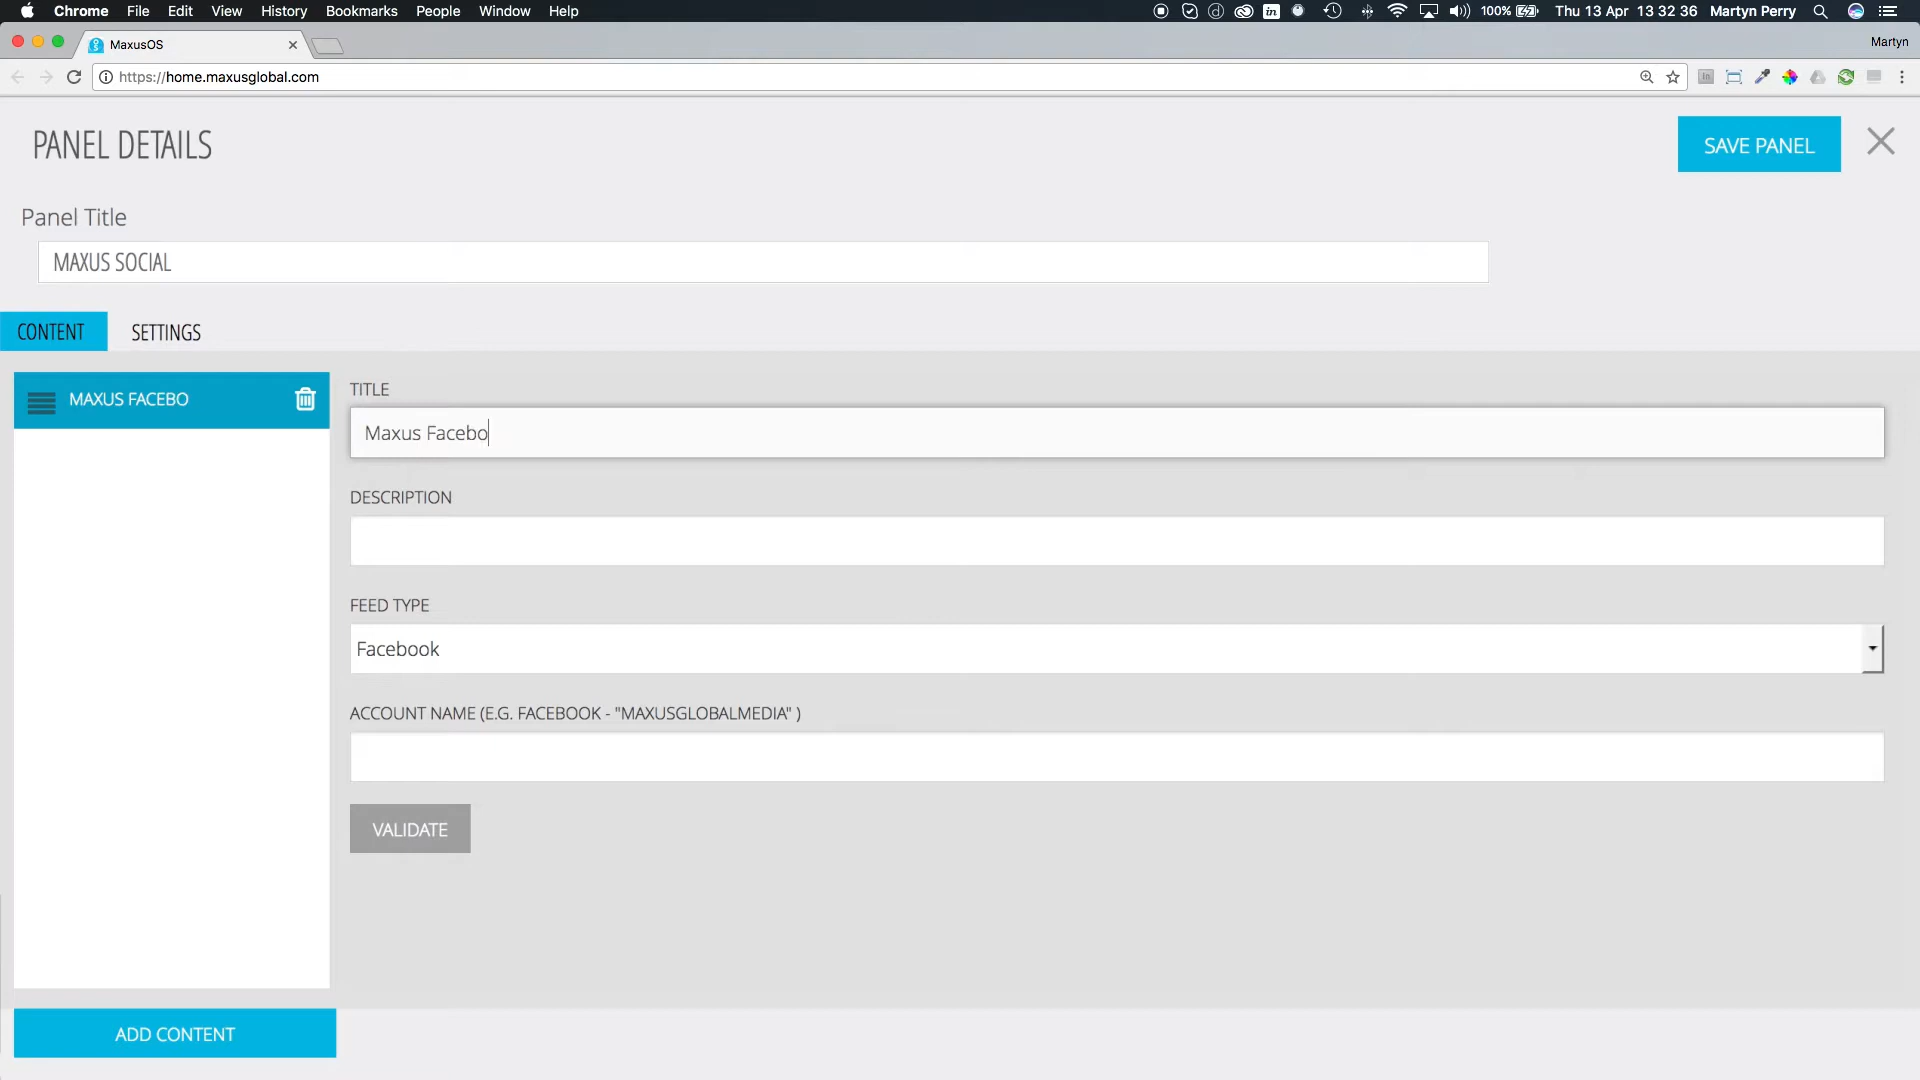 Chrome File Edit View History Bookmarks People Window Help 100% Thu 13 Apr 13 32 36 Martyn Perry
MaxusOS
Martyn
https://home.maxusglobal.com
PANEL DETAILS
SAVE PANEL
Panel Title
MAXUS SOCIAL
CONTENT SETTINGS
MAXUS FACEBO
TITLE
Maxus Facebo
DESCRIPTION
FEED TYPE
Facebook
ACCOUNT NAME (E.G. FACEBOOK - "MAXUSGLOBALMEDIA" )
VALIDATE
ADD CONTENT